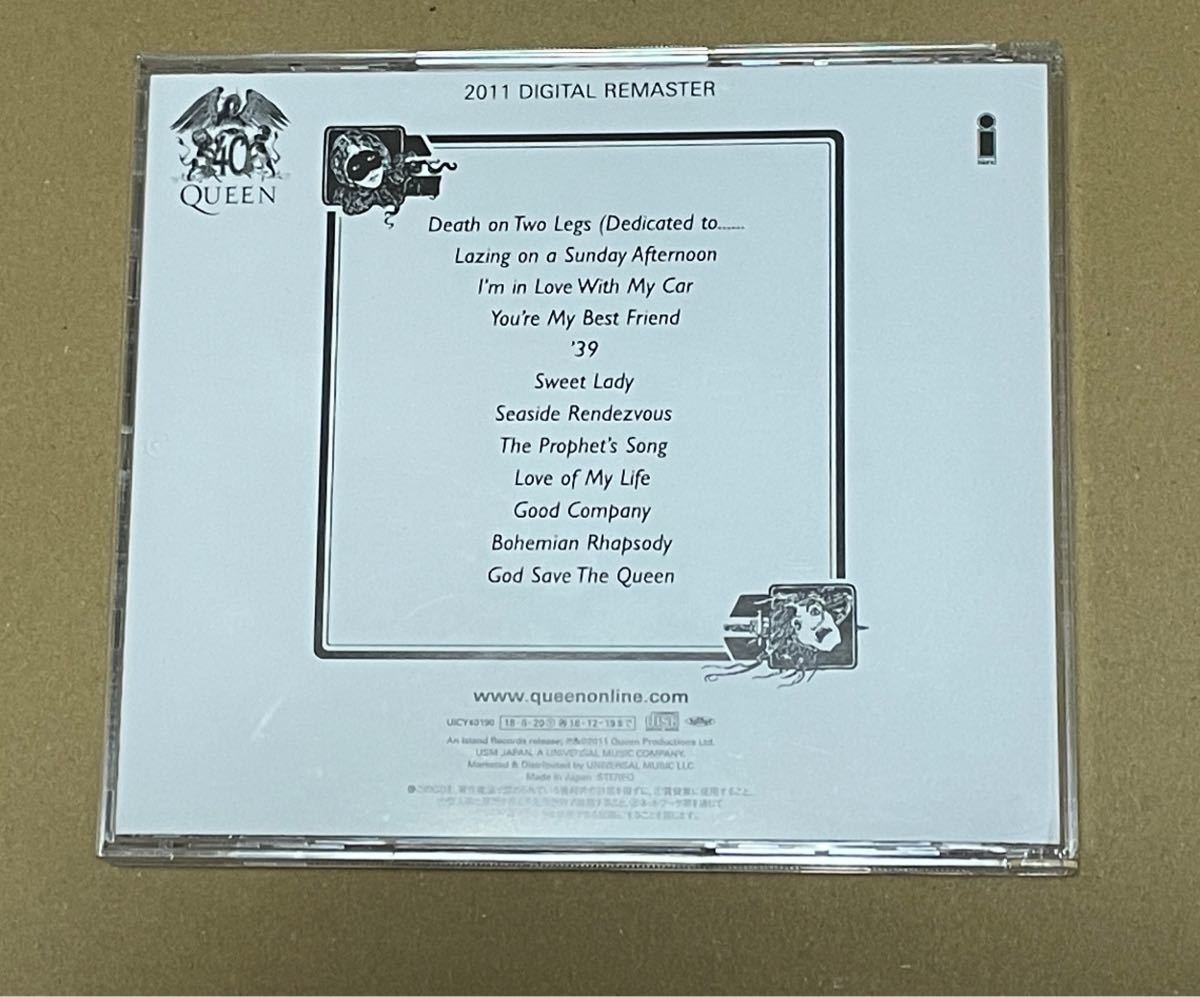 2011 DIGITAL REMASTER
40
QUEEN
Death on Two Legs (Dedicated to......
Lazing on a Sunday Afternoon
I'm in Love With My Car
You're My Best Friend
'39
Sweet Lady
Seaside Rendezvous
The Prophet's Song
Love of My Life
Good Company
Bohemian Rhapsody
God Save The Queen
www.queenonline.com
An Island Records release; ℗&©2011 Queen Productions Ltd.
USM JAPAN, A UNIVERSAL MUSIC COMPANY.
Marketed & Distributed by UNIVERSAL MUSIC LLC
Made in Japan STEREO